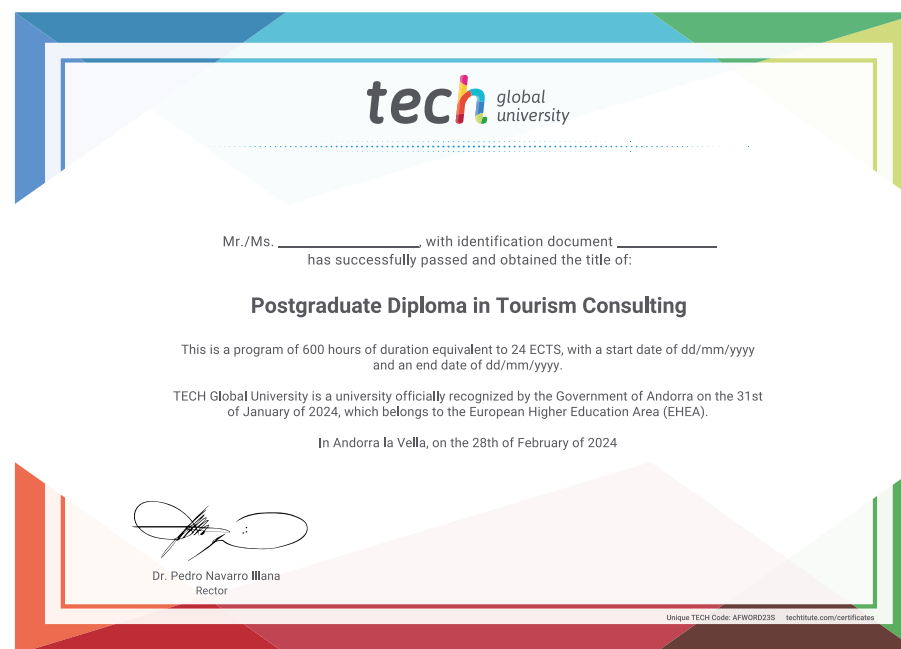 tech global university
Mr./Ms. ____________________, with identification document ______________
has successfully passed and obtained the title of:
Postgraduate Diploma in Tourism Consulting
This is a program of 600 hours of duration equivalent to 24 ECTS, with a start date of dd/mm/yyyy
and an end date of dd/mm/yyyy.
TECH Global University is a university officially recognized by the Government of Andorra on the 31st
of January of 2024, which belongs to the European Higher Education Area (EHEA).
In Andorra la Vella, on the 28th of February of 2024
Dr. Pedro Navarro Illana
Rector
Unique TECH Code: AFWORD23S techtitute.com/certificates